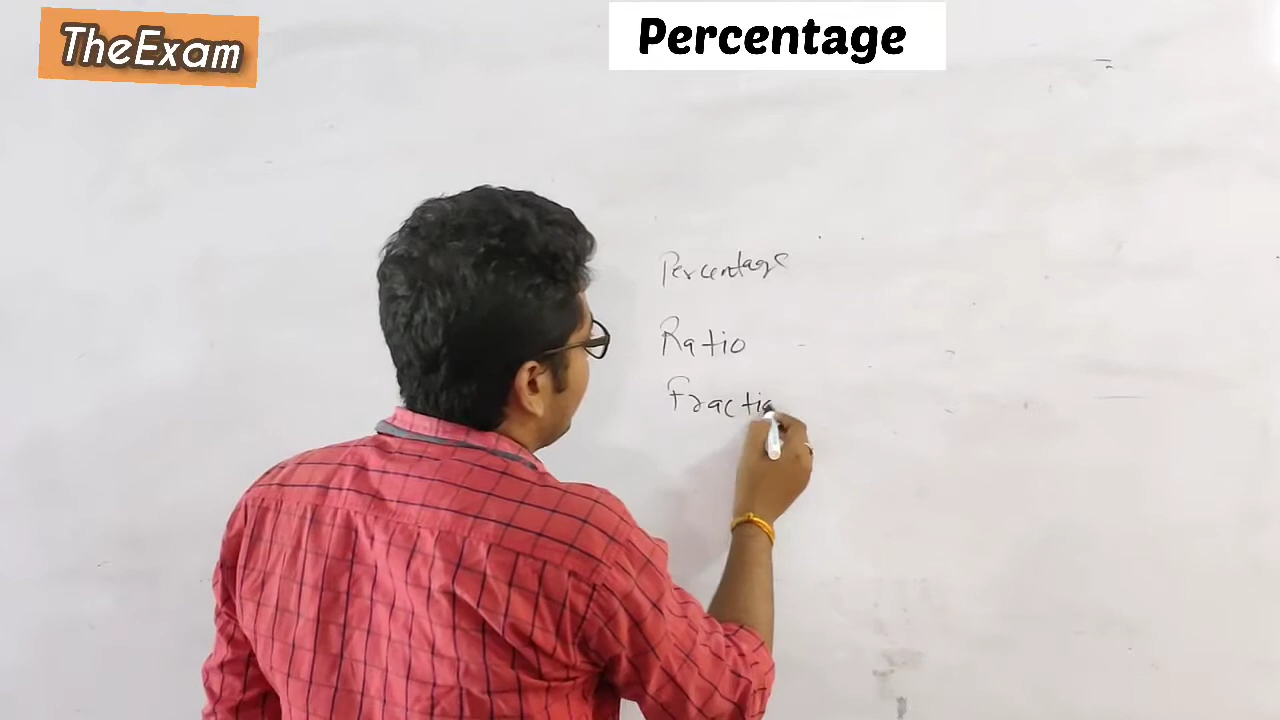 TheExam
Percentage
Percentage
Ratio
Fractio